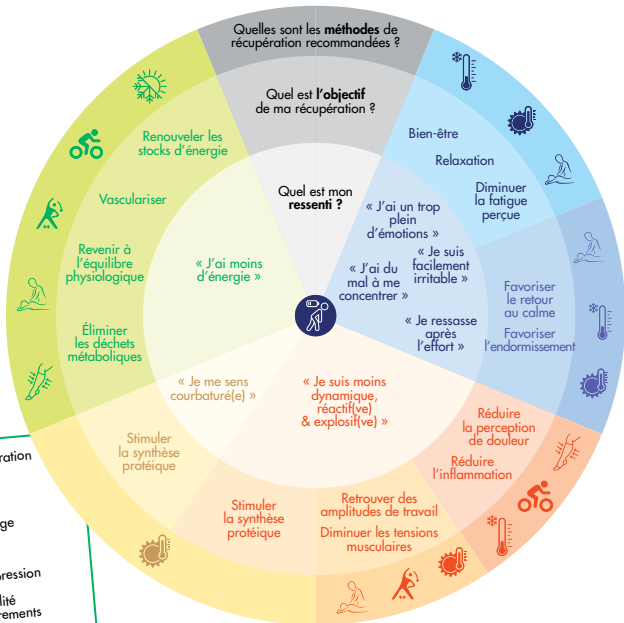 Quelles sont les méthodes de
récupération recommandées ?
Quel est l'objectif
de ma récupération ?
Quel est mon
ressenti ?
Bien-être
Relaxation
Diminuer
la fatigue
perçue
« J'ai un trop
plein
d'émotions »
« Je suis
facilement
irritable »
« J'ai du
mal à me
concentrer »
« Je ressasse
après
l'effort »
Favoriser
le retour
au calme
Favoriser
l'endormissement
Réduire
la perception
de douleur
Réduire
l'inflammation
« Je suis moins
dynamique,
réactif(ve)
& explosif(ve) »
Retrouver des
amplitudes de travail
Diminuer les tensions
musculaires
Stimuler
la synthèse
protéique
« Je me sens
courbaturé(e) »
Stimuler
la synthèse
protéique
« J'ai moins
d'énergie »
Renouveler les
stocks d'énergie
Vasculariser
Revenir à
l'équilibre
physiologique
Éliminer
les déchets
métaboliques